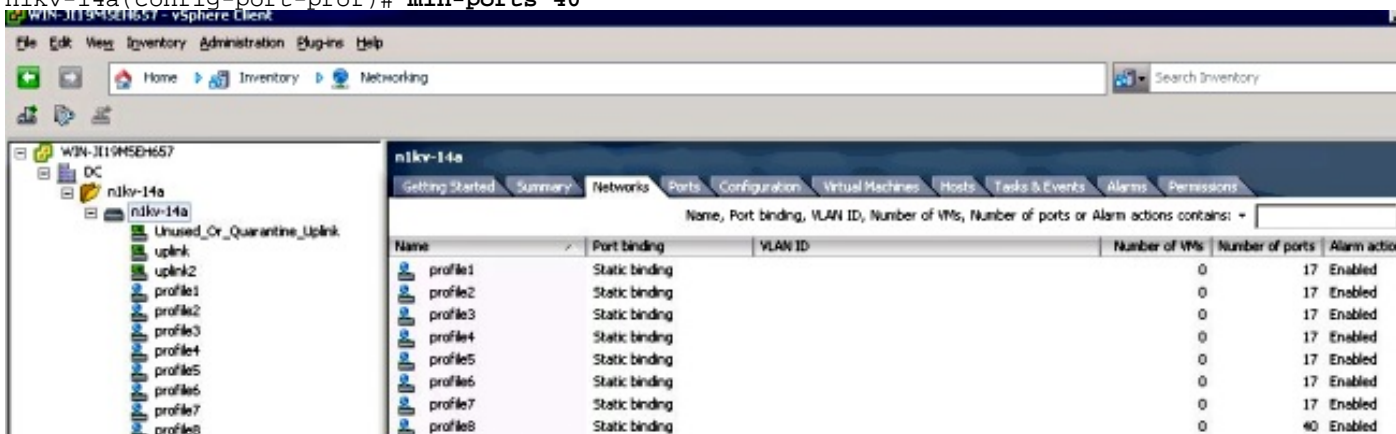 n1kv-14a(config-port-prof)# min-ports 40
WIN-JI19M5EH657 - vSphere Client
File Edit View Inventory Administration Plug-ins Help
Home Inventory Networking
Search Inventory
WIN-JI19M5EH657
DC
n1kv-14a
n1kv-14a
Unused_Or_Quarantine_Uplink
uplink
uplink2
profile1
profile2
profile3
profile4
profile5
profile6
profile7
profile8
n1kv-14a
Getting Started Summary Networks Ports Configuration Virtual Machines Hosts Tasks & Events Alarms Permissions
Name, Port binding, VLAN ID, Number of VMs, Number of ports or Alarm actions contains:
Name Port binding VLAN ID Number of VMs Number of ports Alarm actio
profile1 Static binding 0 17 Enabled
profile2 Static binding 0 17 Enabled
profile3 Static binding 0 17 Enabled
profile4 Static binding 0 17 Enabled
profile5 Static binding 0 17 Enabled
profile6 Static binding 0 17 Enabled
profile7 Static binding 0 17 Enabled
profile8 Static binding 0 40 Enabled